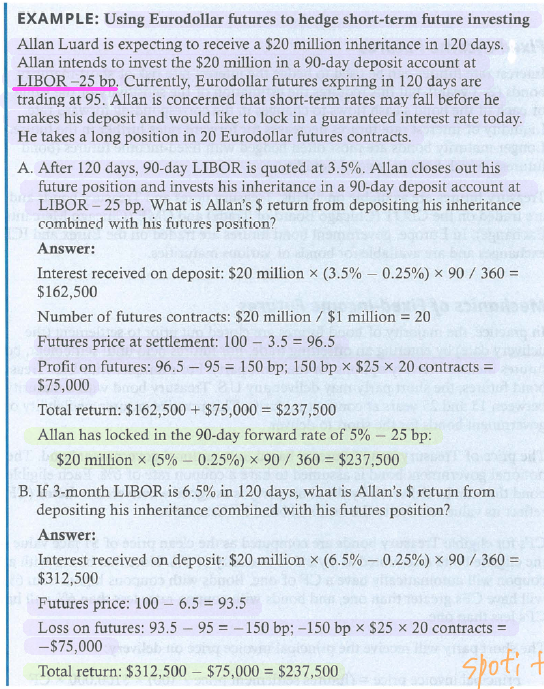 EXAMPLE: Using Eurodollar futures to hedge short-term future investing
Allan Luard is expecting to receive a $20 million inheritance in 120 days.
Allan intends to invest the $20 million in a 90-day deposit account at
LIBOR –25 bp. Currently, Eurodollar futures expiring in 120 days are
trading at 95. Allan is concerned that short-term rates may fall before he
makes his deposit and would like to lock in a guaranteed interest rate today.
He takes a long position in 20 Eurodollar futures contracts.
A. After 120 days, 90-day LIBOR is quoted at 3.5%. Allan closes out his
future position and invests his inheritance in a 90-day deposit account at
LIBOR – 25 bp. What is Allan's $ return from depositing his inheritance
combined with his futures position?
Answer:
Interest received on deposit: $20 million × (3.5% – 0.25%) × 90 / 360 =
$162,500
Number of futures contracts: $20 million / $1 million = 20
Futures price at settlement: 100 – 3.5 = 96.5
Profit on futures: 96.5 – 95 = 150 bp; 150 bp × $25 × 20 contracts =
$75,000
Total return: $162,500 + $75,000 = $237,500
Allan has locked in the 90-day forward rate of 5% – 25 bp:
$20 million × (5% – 0.25%) × 90 / 360 = $237,500
B. If 3-month LIBOR is 6.5% in 120 days, what is Allan's $ return from
depositing his inheritance combined with his futures position?
Answer:
Interest received on deposit: $20 million × (6.5% – 0.25%) × 90 / 360 =
$312,500
Futures price: 100 – 6.5 = 93.5
Loss on futures: 93.5 – 95 = –150 bp; –150 bp × $25 × 20 contracts =
–$75,000
Total return: $312,500 – $75,000 = $237,500
spot